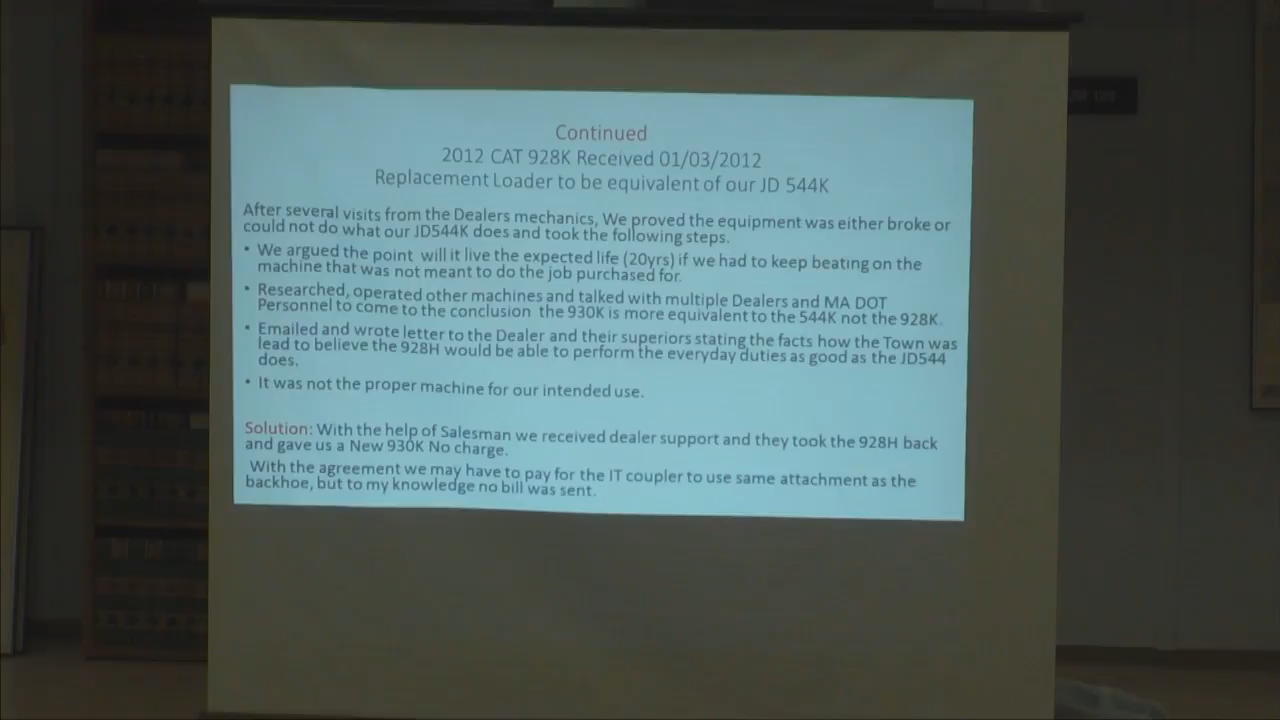 Continued
2012 CAT 928K Received 01/03/2012
Replacement Loader to be equivalent of our JD 544K
After several visits from the Dealers mechanics, We proved the equipment was either broke or
could not do what our JD544K does and took the following steps.
• We argued the point will it live the expected life (20yrs) if we had to keep beating on the
machine that was not meant to do the job purchased for.
• Researched, operated other machines and talked with multiple Dealers and MA DOT
Personnel to come to the conclusion the 930K is more equivalent to the 544K not the 928K.
• Emailed and wrote letter to the Dealer and their superiors stating the facts how the Town was
lead to believe the 928H would be able to perform the everyday duties as good as the JD544
does.
• It was not the proper machine for our intended use.
Solution: With the help of Salesman we received dealer support and they took the 928H back
and gave us a New 930K No charge.
With the agreement we may have to pay for the IT coupler to use same attachment as the
backhoe, but to my knowledge no bill was sent.